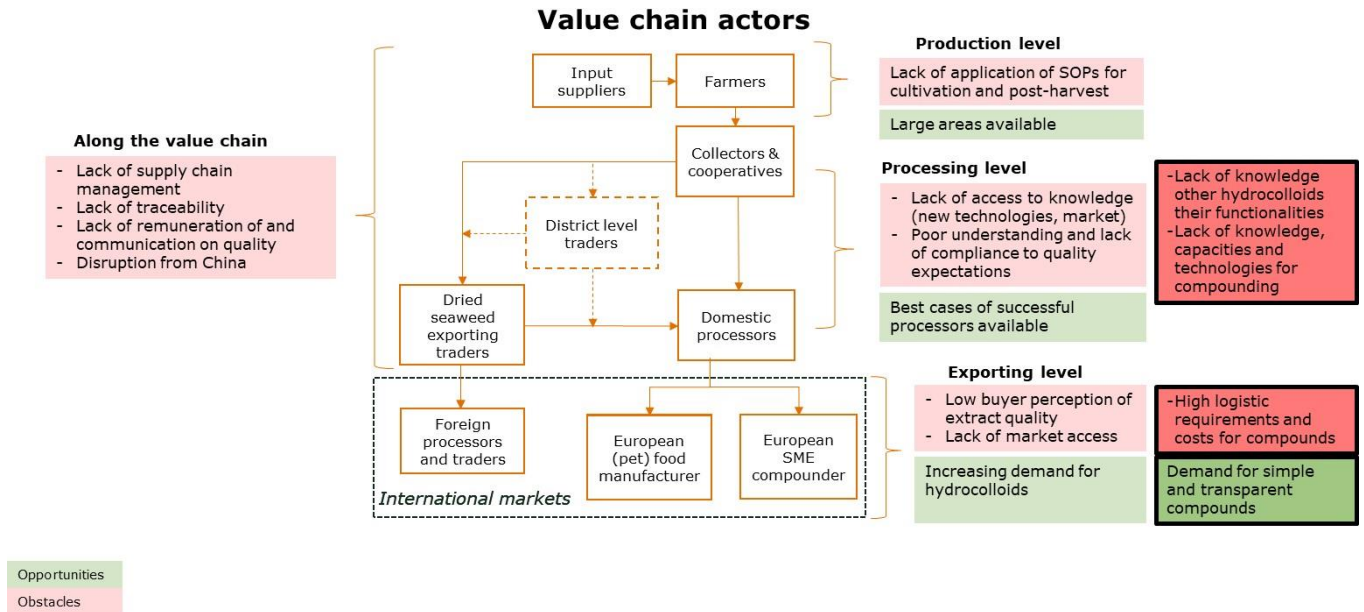 Value chain actors
Input
suppliers
Farmers
Collectors &
cooperatives
District level
traders
Dried
seaweed
exporting
traders
Domestic
processors
Foreign
processors
and traders
European
(pet) food
manufacturer
European
SME
compounder
International markets
Along the value chain
- Lack of supply chain
management
- Lack of traceability
- Lack of remuneration of and
communication on quality
- Disruption from China
Production level
Lack of application of SOPs for
cultivation and post-harvest
Large areas available
Processing level
- Lack of access to knowledge
(new technologies, market)
- Poor understanding and lack
of compliance to quality
expectations
Best cases of successful
processors available
-Lack of knowledge
other hydrocolloids
their functionalities
-Lack of knowledge,
capacities and
technologies for
compounding
Exporting level
- Low buyer perception of
extract quality
- Lack of market access
Increasing demand for
hydrocolloids
-High logistic
requirements and
costs for compounds
Demand for simple
and transparent
compounds
Opportunities
Obstacles